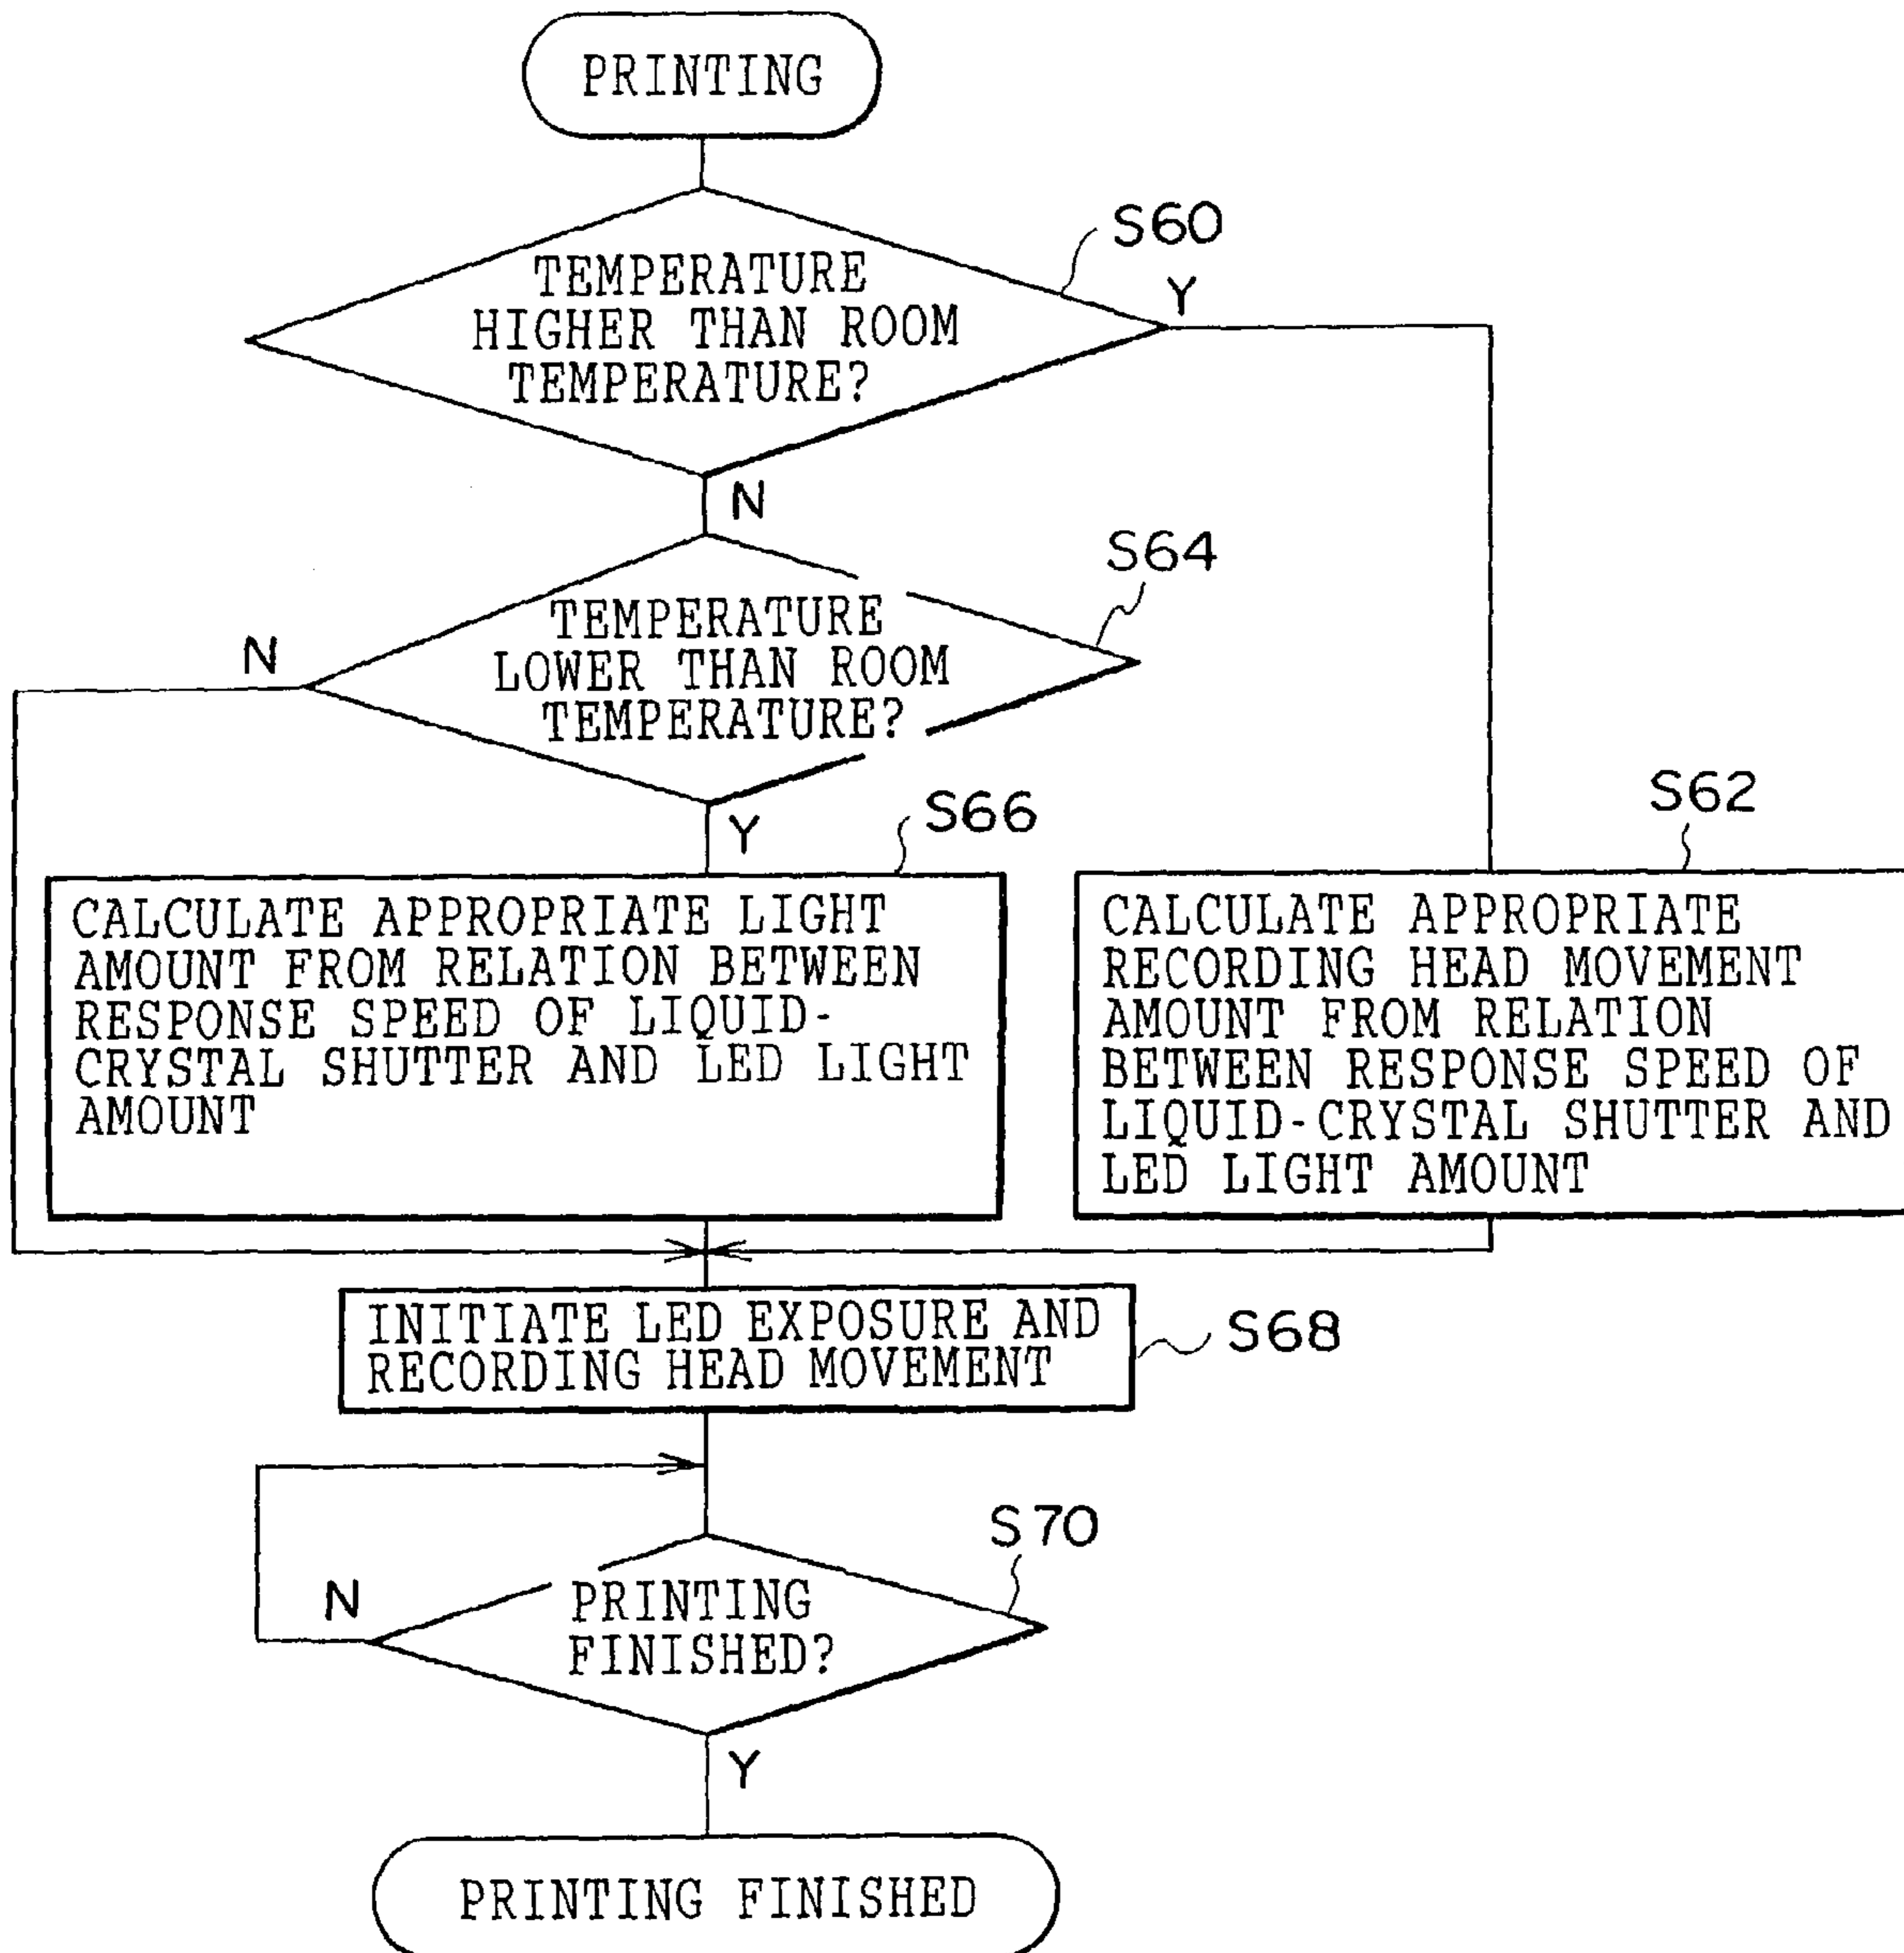 PRINTING
S60
TEMPERATURE
HIGHER THAN ROOM
TEMPERATURE?
Y
N
S64
TEMPERATURE
LOWER THAN ROOM
TEMPERATURE?
N
Y
S66
CALCULATE APPROPRIATE LIGHT
AMOUNT FROM RELATION BETWEEN
RESPONSE SPEED OF LIQUID-
CRYSTAL SHUTTER AND LED LIGHT
AMOUNT
S62
CALCULATE APPROPRIATE
RECORDING HEAD MOVEMENT
AMOUNT FROM RELATION
BETWEEN RESPONSE SPEED OF
LIQUID-CRYSTAL SHUTTER AND
LED LIGHT AMOUNT
INITIATE LED EXPOSURE AND
RECORDING HEAD MOVEMENT
S68
S70
N
PRINTING
FINISHED?
Y
PRINTING FINISHED